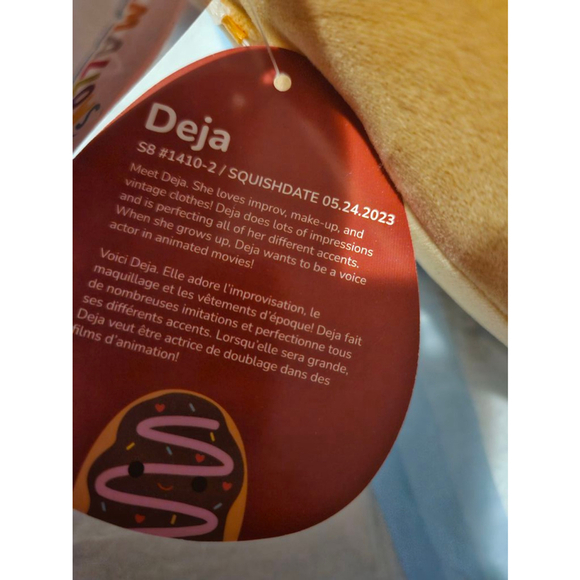 MALLOWS
Deja
SB #1410-2 / SQUISHDATE 05.24.2023
Meet Deja. She loves improv, make-up, and
vintage clothes! Deja does lots of impressions
and is perfecting all of her different accents.
When she grows up, Deja wants to be a voice
actor in animated movies!
Voici Deja. Elle adore l'improvisation, le
maquillage et les vêtements d'époque! Deja fait
de nombreuses imitations et perfectionne tous
ses différents accents. Lorsqu'elle sera grande,
Deja veut être actrice de doublage dans des
films d'animation!